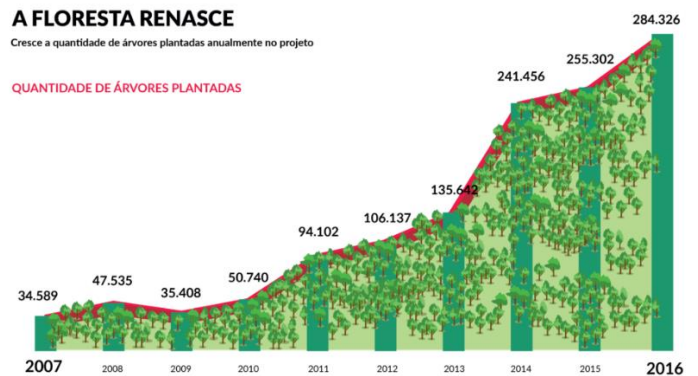 A FLORESTA RENASCE
Cresce a quantidade de árvores plantadas anualmente no projeto
QUANTIDADE DE ÁRVORES PLANTADAS
284.326
255.302
241.456
135.642
106.137
94.102
50.740
47.535
35.408
34.589
2007 2008 2009 2010 2011 2012 2013 2014 2015 2016